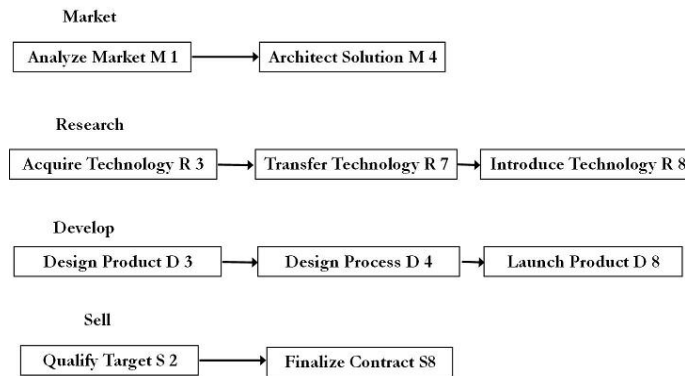 Market
Analyze Market M 1 Architect Solution M 4
Research
Acquire Technology R 3 Transfer Technology R 7 Introduce Technology R 8
Develop
Design Product D 3 Design Process D 4 Launch Product D 8
Sell
Qualify Target S 2 Finalize Contract S8